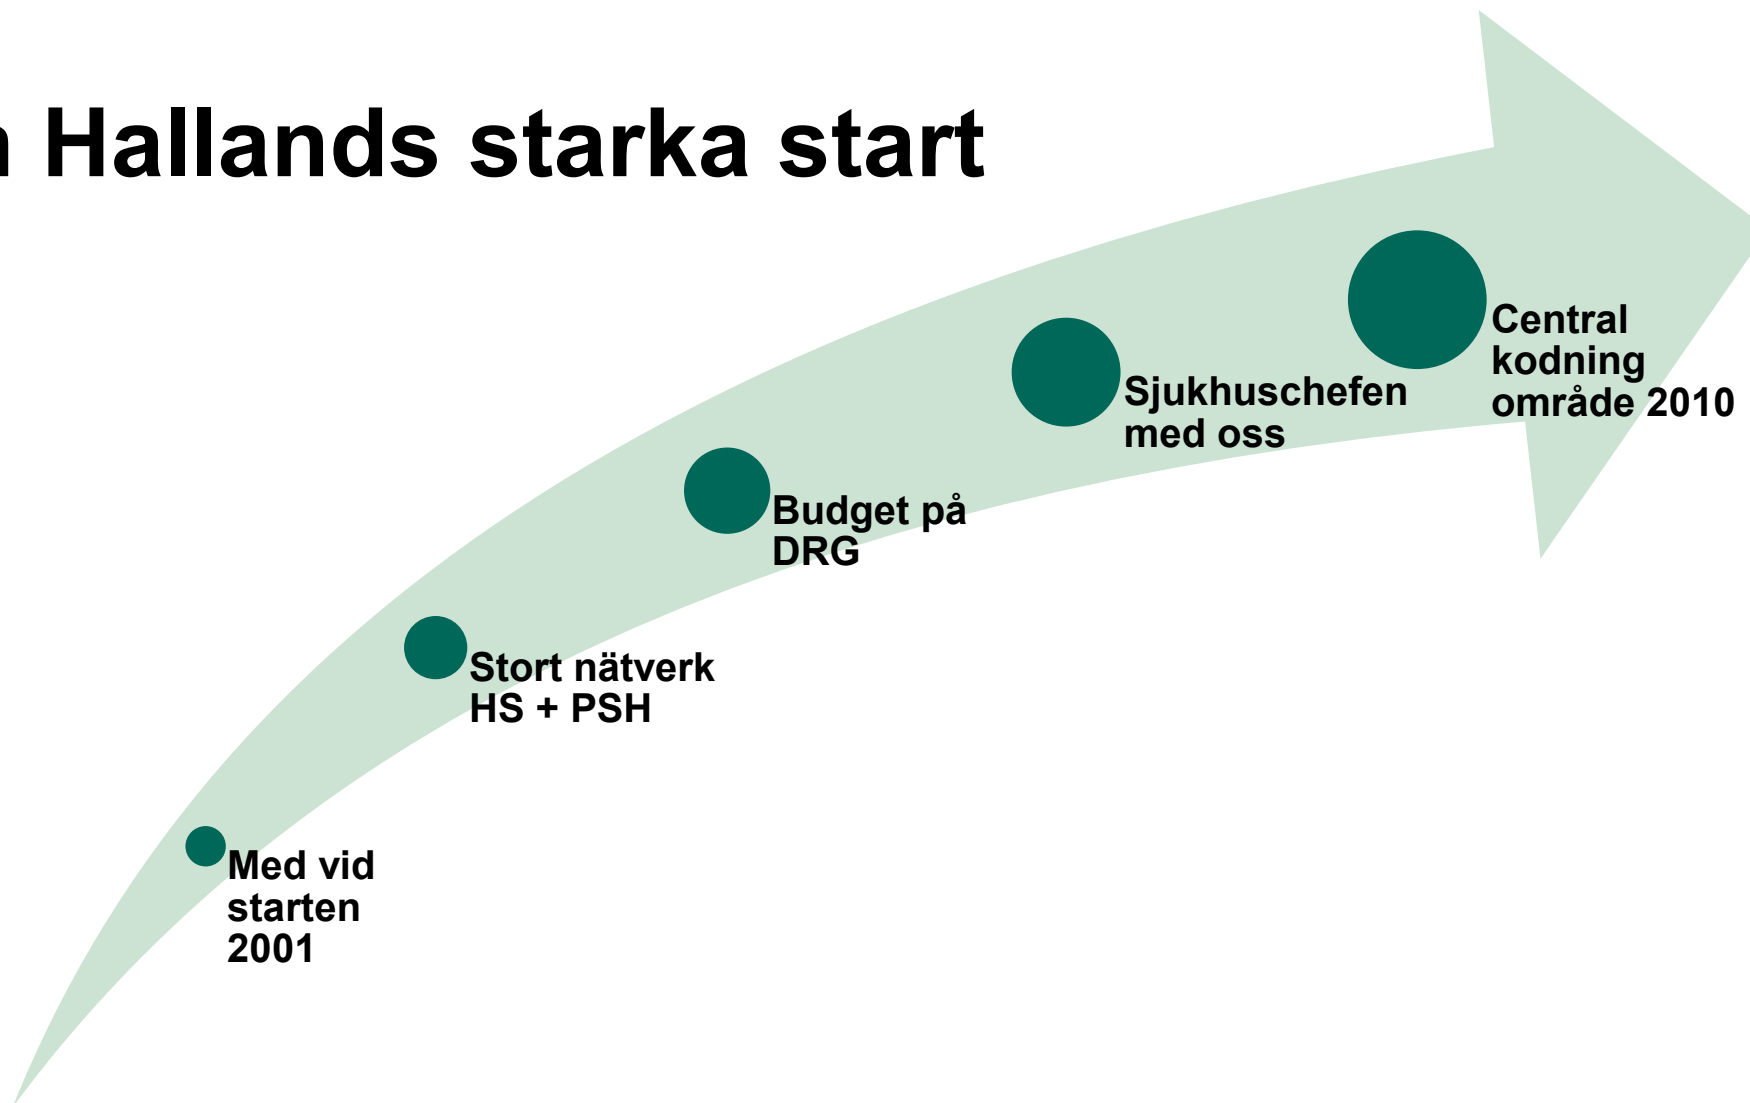 n Hallands starka start
Central
kodning
område 2010
Sjukhuschefen
med oss
Budget på
DRG
Stort nätverk
HS + PSH
Med vid
starten
2001